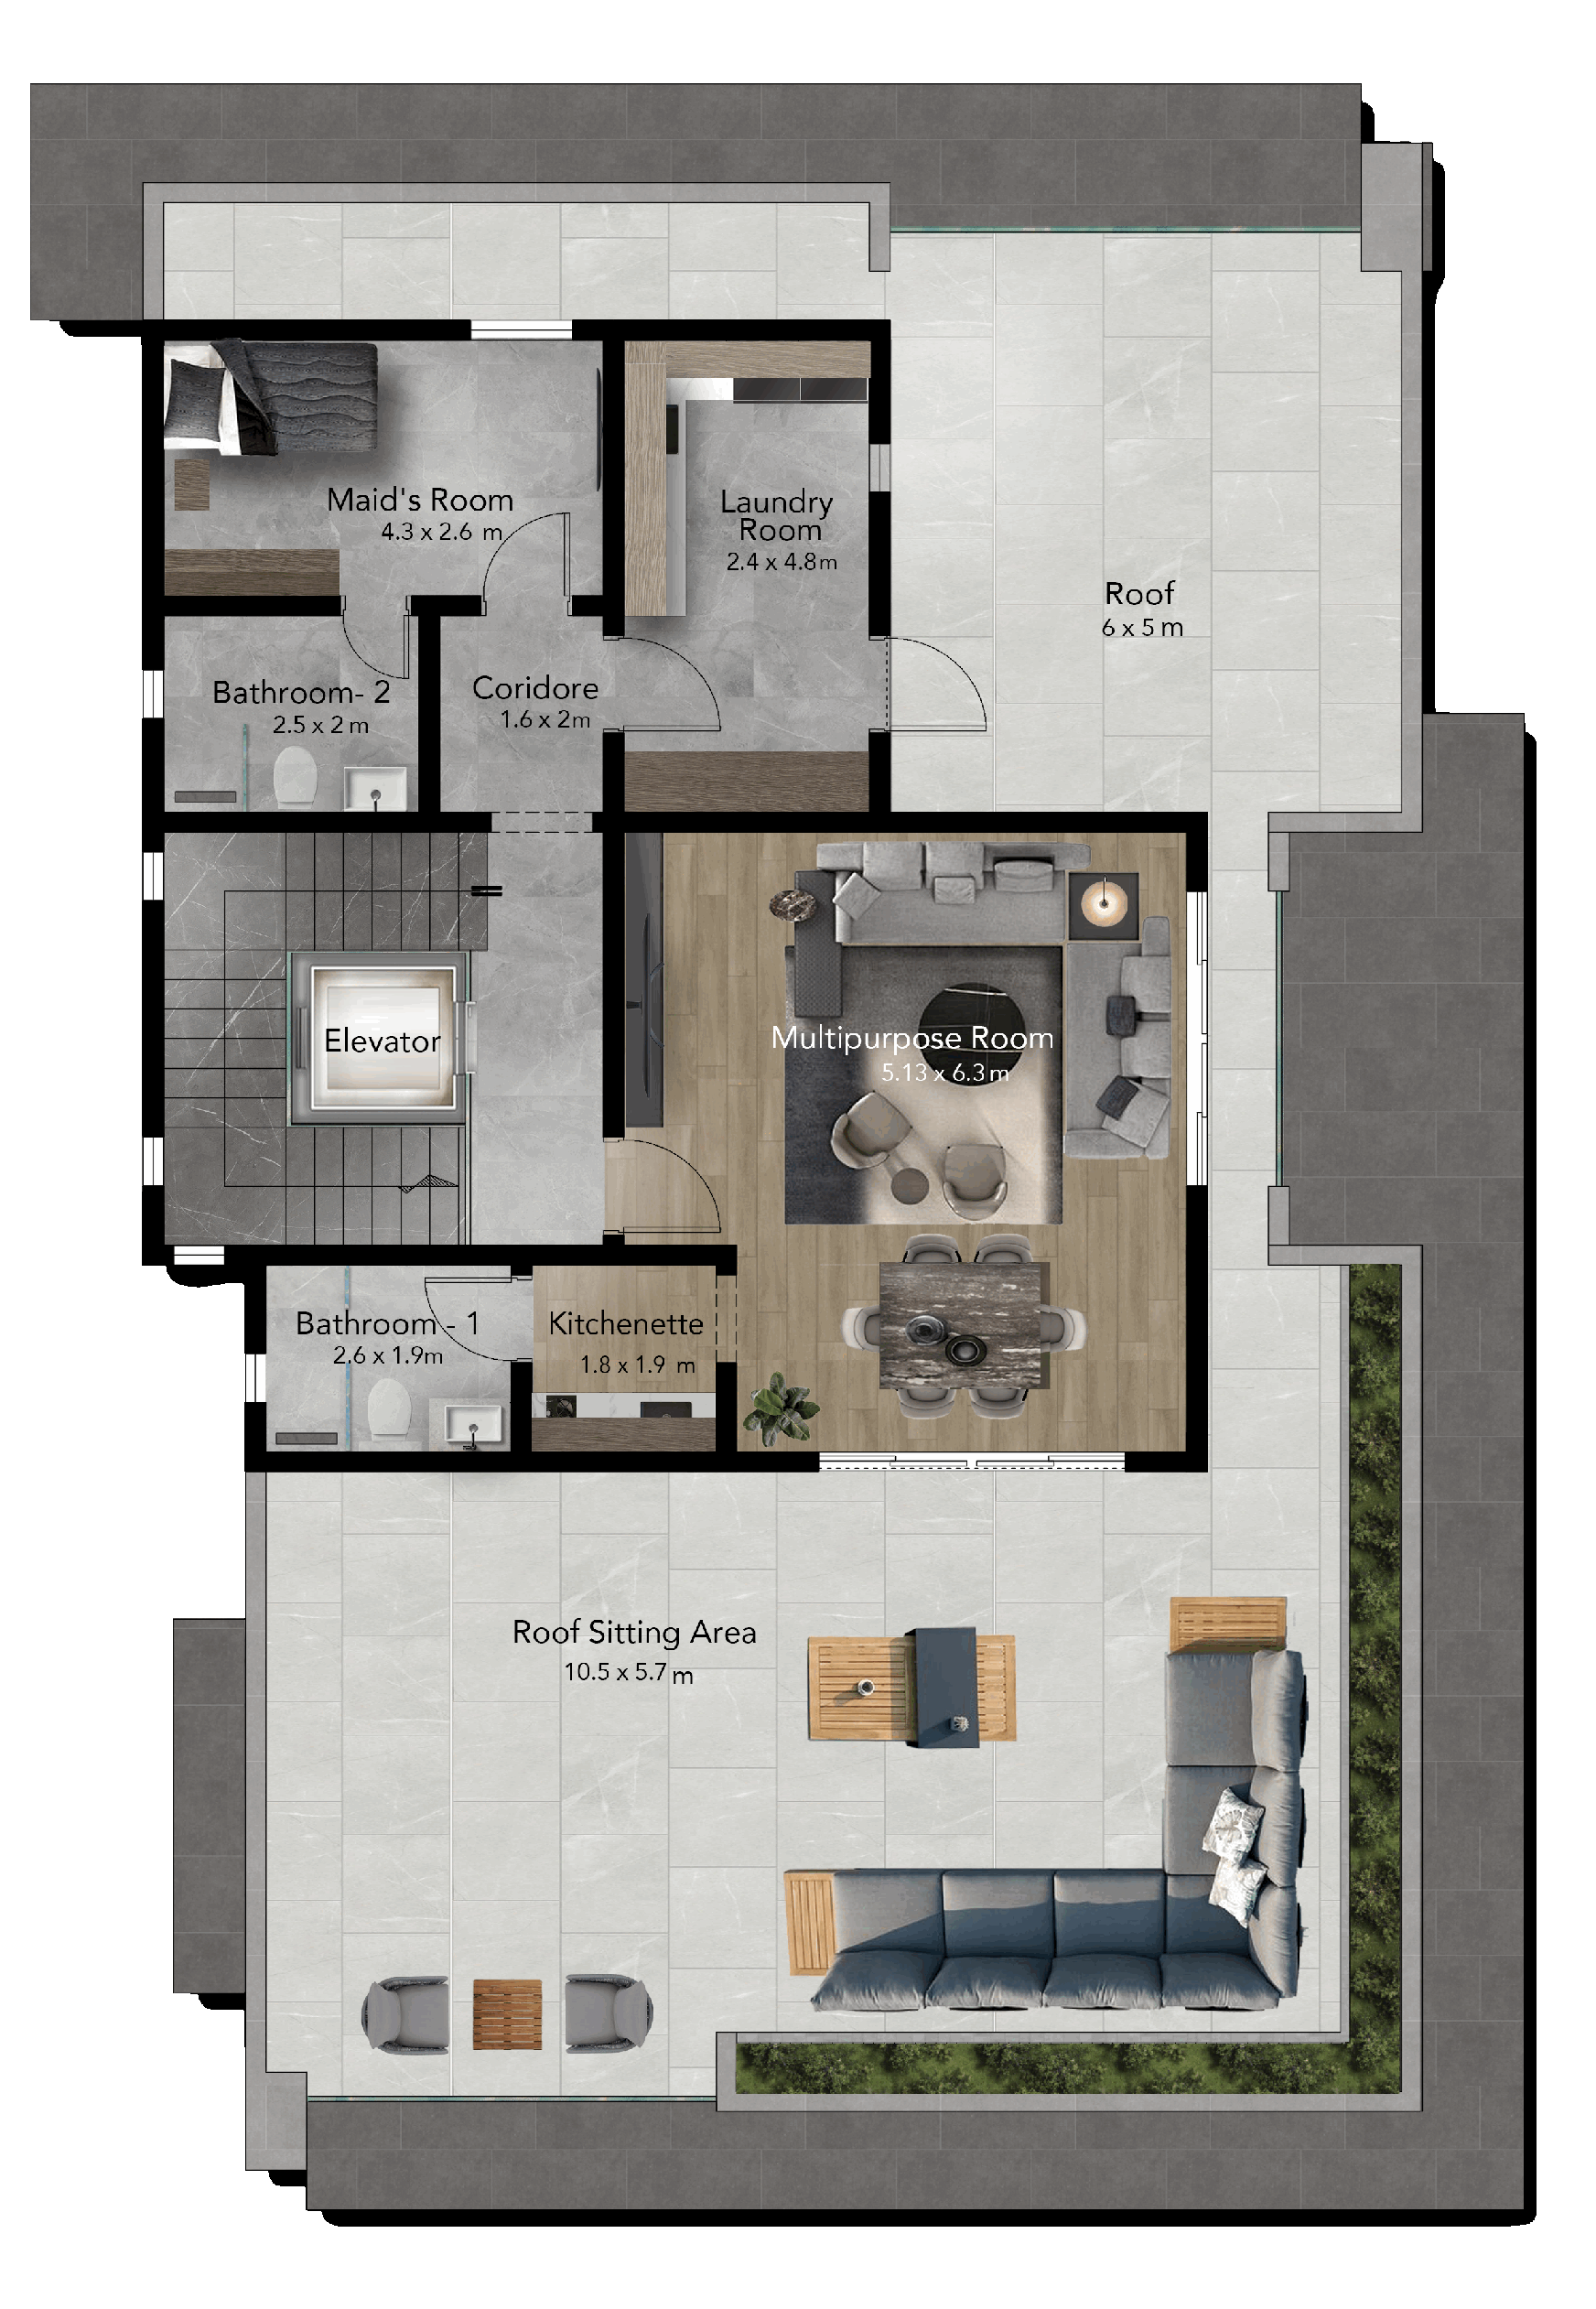 Maid's Room
4.3 x 2.6 m
Laundry
Room
2.4 x 4.8m
Roof
6 x 5 m
Bathroom- 2
2.5 x 2 m
Coridore
1.6 x 2m
Elevator
Multipurpose Room
5.13 x 6.3 m
Bathroom - 1
2.6 x 1.9m
Kitchenette
1.8 x 1.9 m
Roof Sitting Area
10.5 x 5.7 m